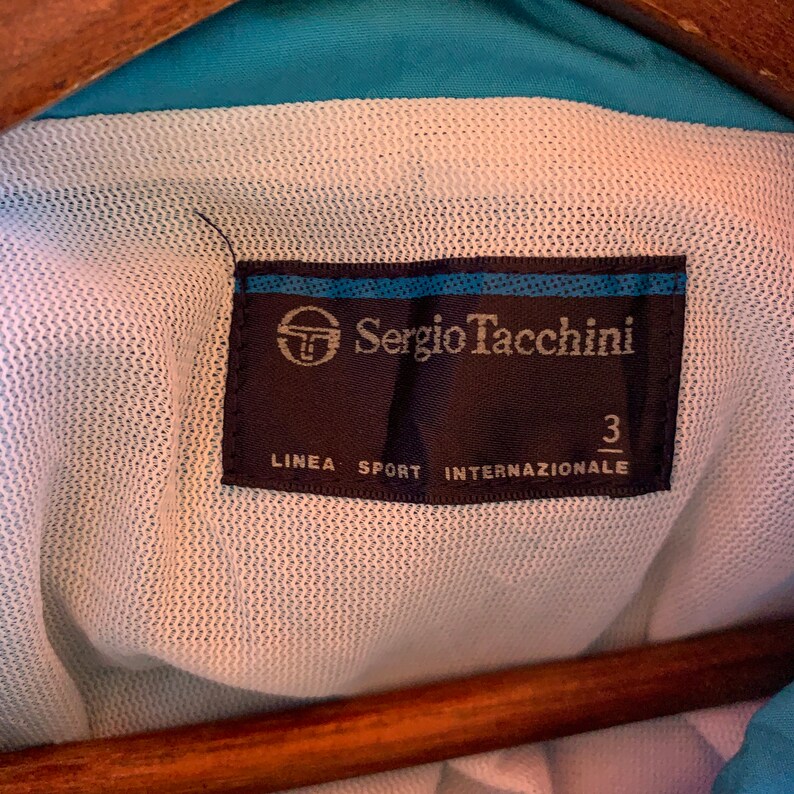 Sergio Tacchini
3
LINEA SPORT INTERNAZIONALE